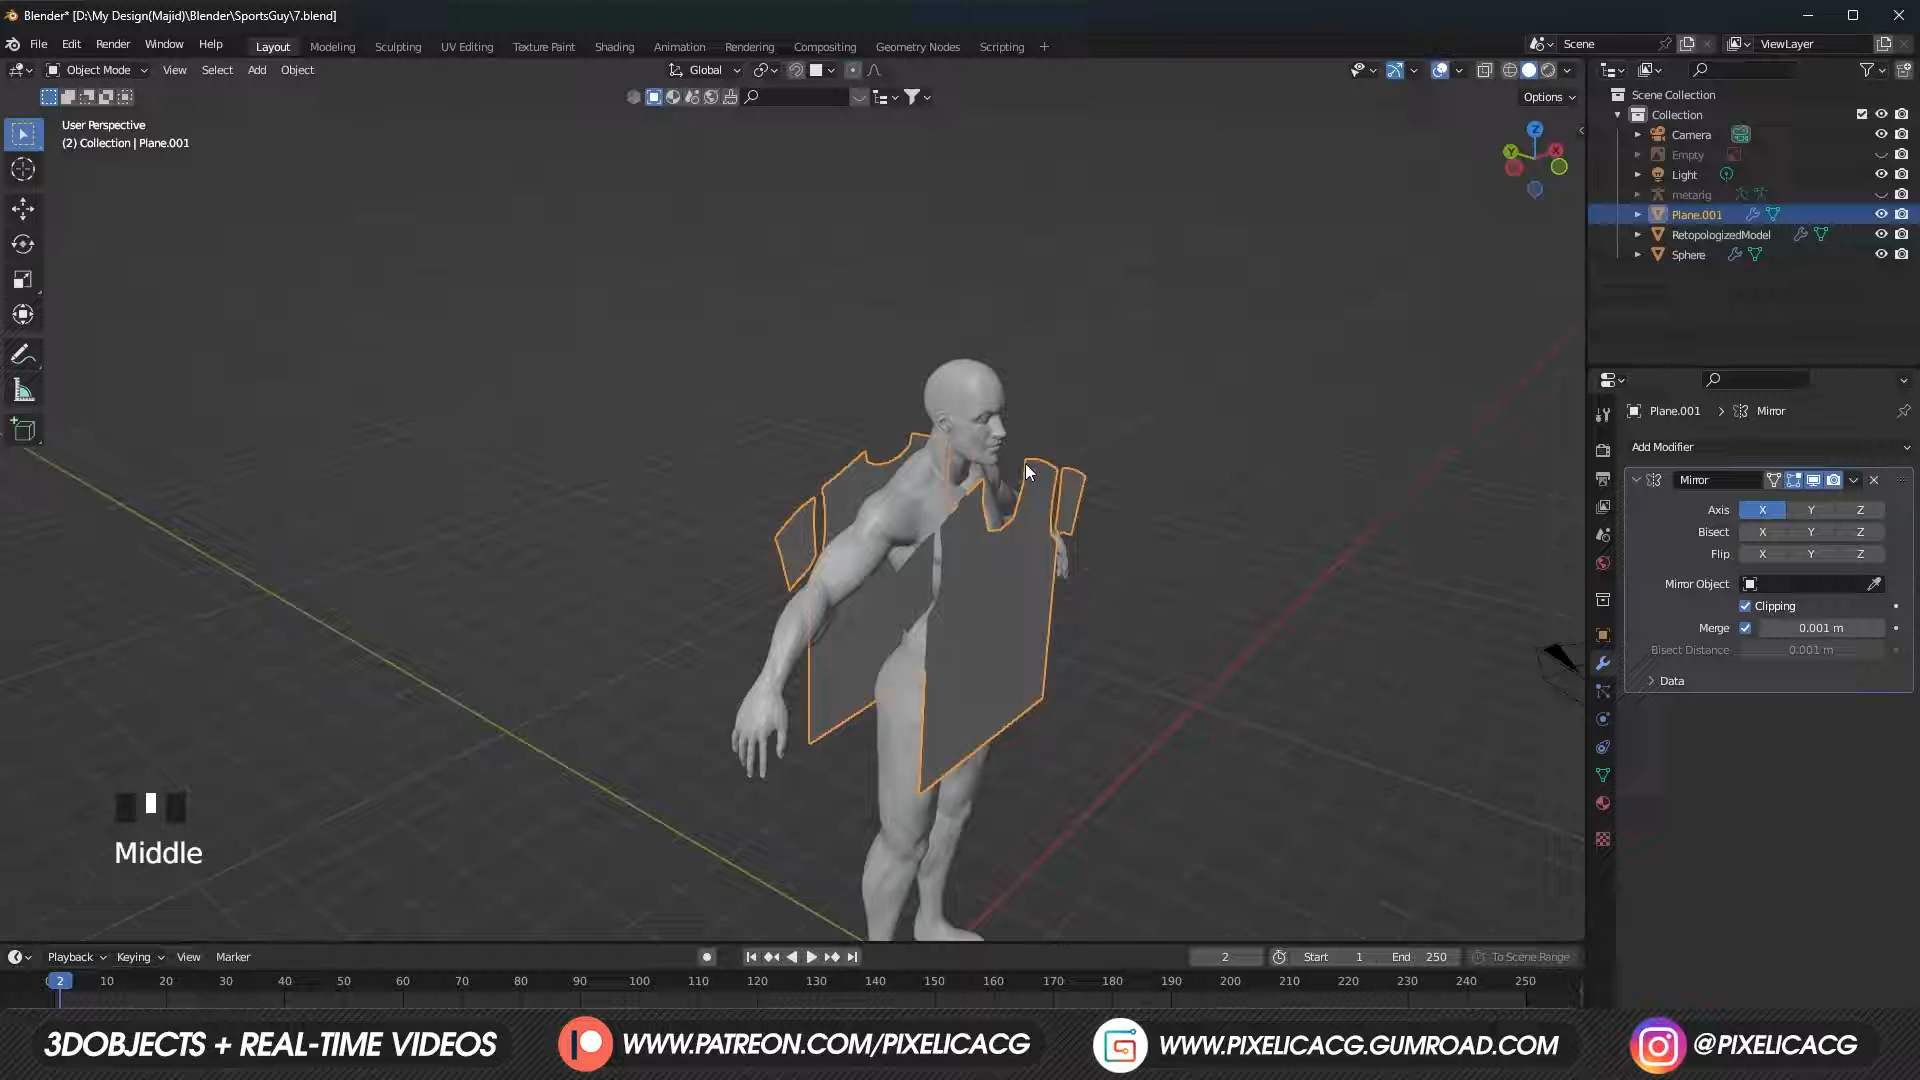 Blender* [D:\My Design(Majid)\Blender\SportsGuy\7.blend]
File Edit Render Window Help Layout Modeling Sculpting UV Editing Texture Paint Shading Animation Rendering Compositing Geometry Nodes Scripting + Scene ViewLayer
Object Mode View Select Add Object Global
Options
User Perspective
(2) Collection | Plane.001
Z
Y
X
Scene Collection
Collection
Camera
Empty
Light
metarig
Plane.001
RetopologizedModel
Sphere
Plane.001 > Mirror
Add Modifier
Mirror
Axis X Y Z
Bisect X Y Z
Flip X Y Z
Mirror Object
Clipping
Merge 0.001 m
Bisect Distance 0.001 m
Data
Middle
Playback Keying View Marker 2 Start 1 End 250 To Scene Range
2 10 20 30 40 50 60 70 80 90 100 110 120 130 140 150 160 170 180 190 200 210 220 230 240 250
3DOBJECTS + REAL-TIME VIDEOS WWW.PATREON.COM/PIXELICACG WWW.PIXELICACG.GUMROAD.COM @PIXELICACG